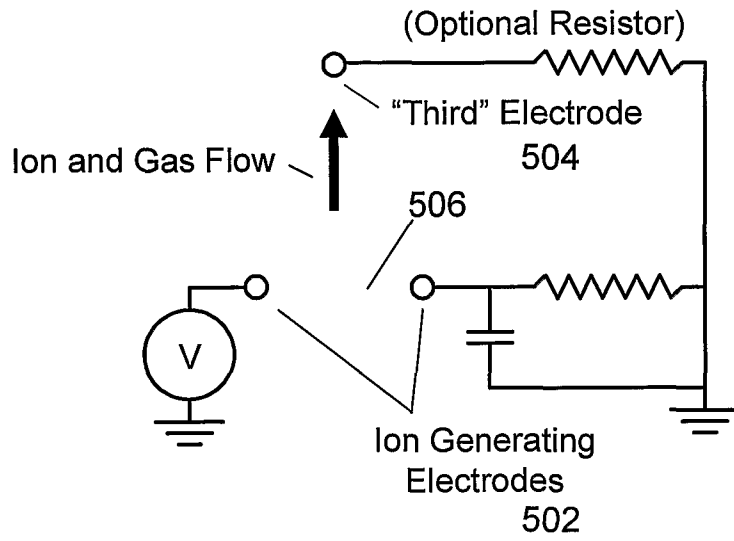 (Optional Resistor)
“Third” Electrode
504
Ion and Gas Flow
506
V
Ion Generating
Electrodes
502